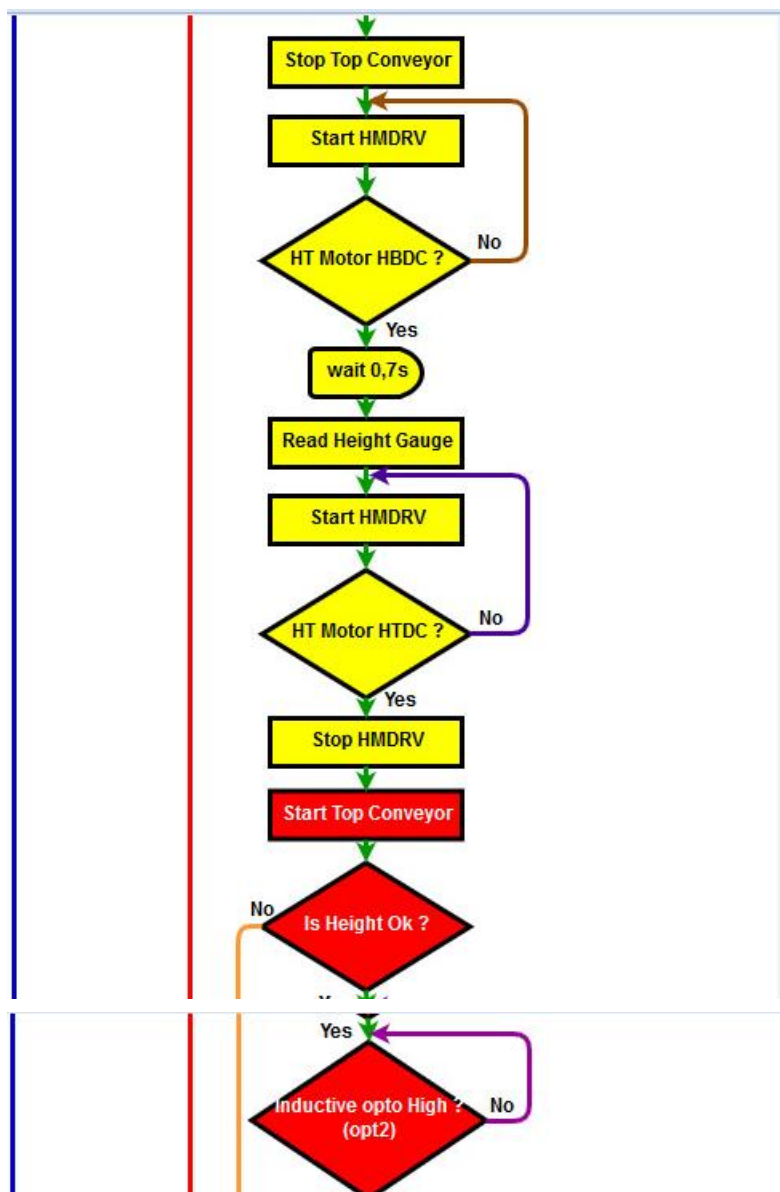 Stop Top Conveyor
Start HMDRV
HT Motor HBDC ?
No
Yes
wait 0,7s
Read Height Gauge
Start HMDRV
HT Motor HTDC ?
No
Yes
Stop HMDRV
Start Top Conveyor
No
Is Height Ok ?
Yes
Inductive opto High ?
(opt2)
No